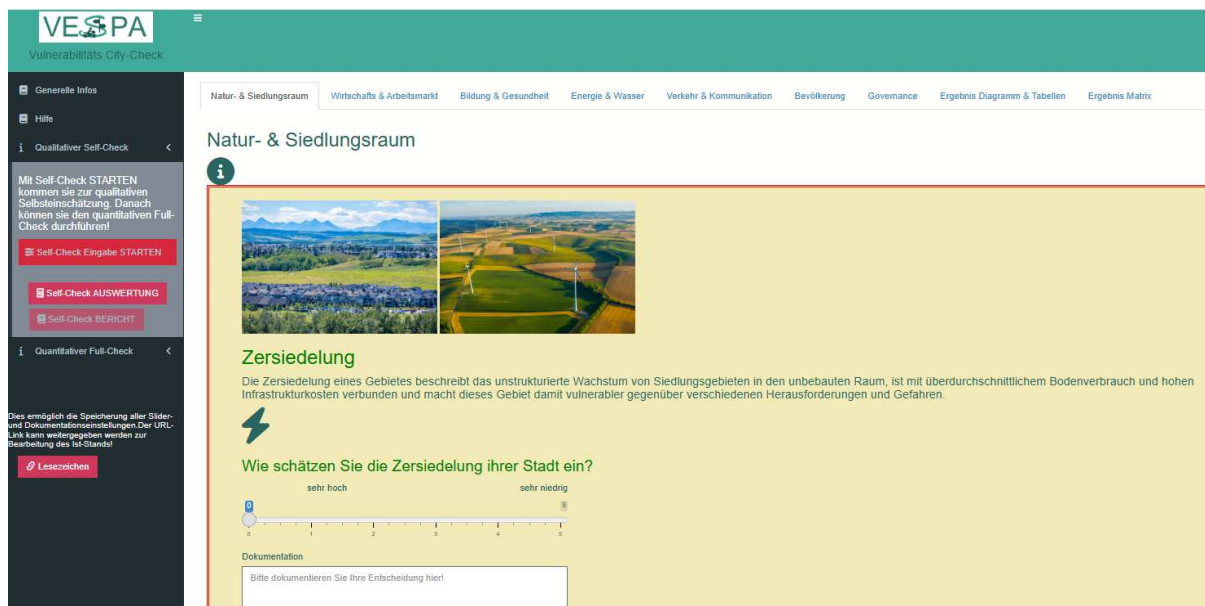 VESPA
Vulnerabilitäts City-Check
Generelle Infos
Hilfe
Qualitativer Self-Check
Mit Self-Check STARTEN
kommen sie zur qualitativen
Selbsteinschätzung. Danach
können sie den quantitativen Full-
Check durchführen!
Self-Check Eingabe STARTEN
Self-Check AUSWERTUNG
Self-Check BERICHT
Quantitativer Full-Check
Dies ermöglich die Speicherung aller Slider-
und Dokumentationseinstellungen.Der URL-
Link kann weitergegeben werden zur
Bearbeitung des Ist-Stands!
Lesezeichen
Natur- & Siedlungsraum Wirtschafts & Arbeitsmarkt Bildung & Gesundheit Energie & Wasser Verkehr & Kommunikation Bevölkerung Governance Ergebnis Diagramm & Tabellen Ergebnis Matrix
Natur- & Siedlungsraum
Zersiedelung
Die Zersiedelung eines Gebietes beschreibt das unstrukturierte Wachstum von Siedlungsgebieten in den unbebauten Raum, ist mit überdurchschnittlichem Bodenverbrauch und hohen
Infrastrukturkosten verbunden und macht dieses Gebiet damit vulnerabler gegenüber verschiedenen Herausforderungen und Gefahren.
Wie schätzen Sie die Zersiedelung ihrer Stadt ein?
sehr hoch sehr niedrig
0 5
0 1 2 3 4 5
Dokumentation
Bitte dokumentieren Sie Ihre Entscheidung hier!